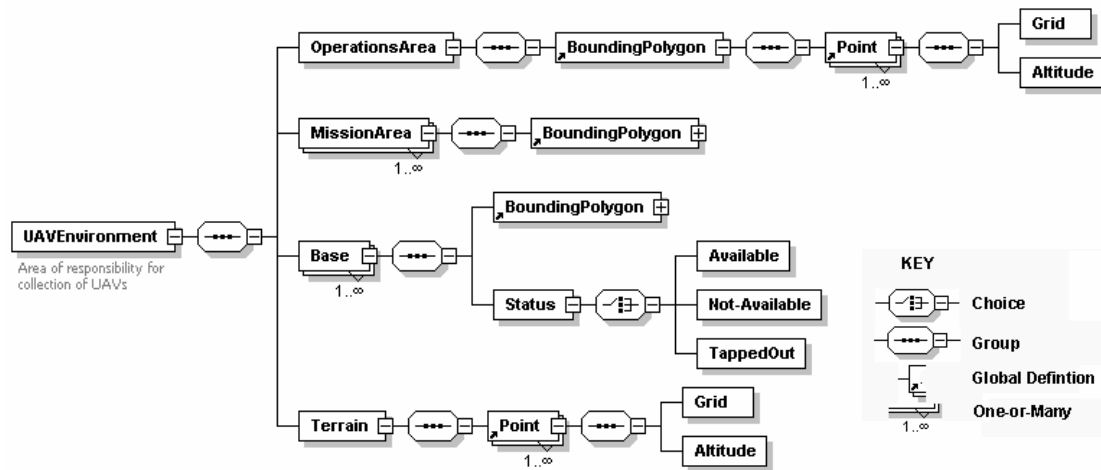 Grid
OperationsArea
BoundingPolygon
Point
1..∞
Altitude
MissionArea
BoundingPolygon
1..∞
BoundingPolygon
UAVEnvironment
Area of responsibility for
collection of UAVs
Base
1..∞
Available
Status
Not-Available
TappedOut
KEY
Choice
Group
Global Defintion
One-or-Many
1..∞
Terrain
Point
1..∞
Grid
Altitude